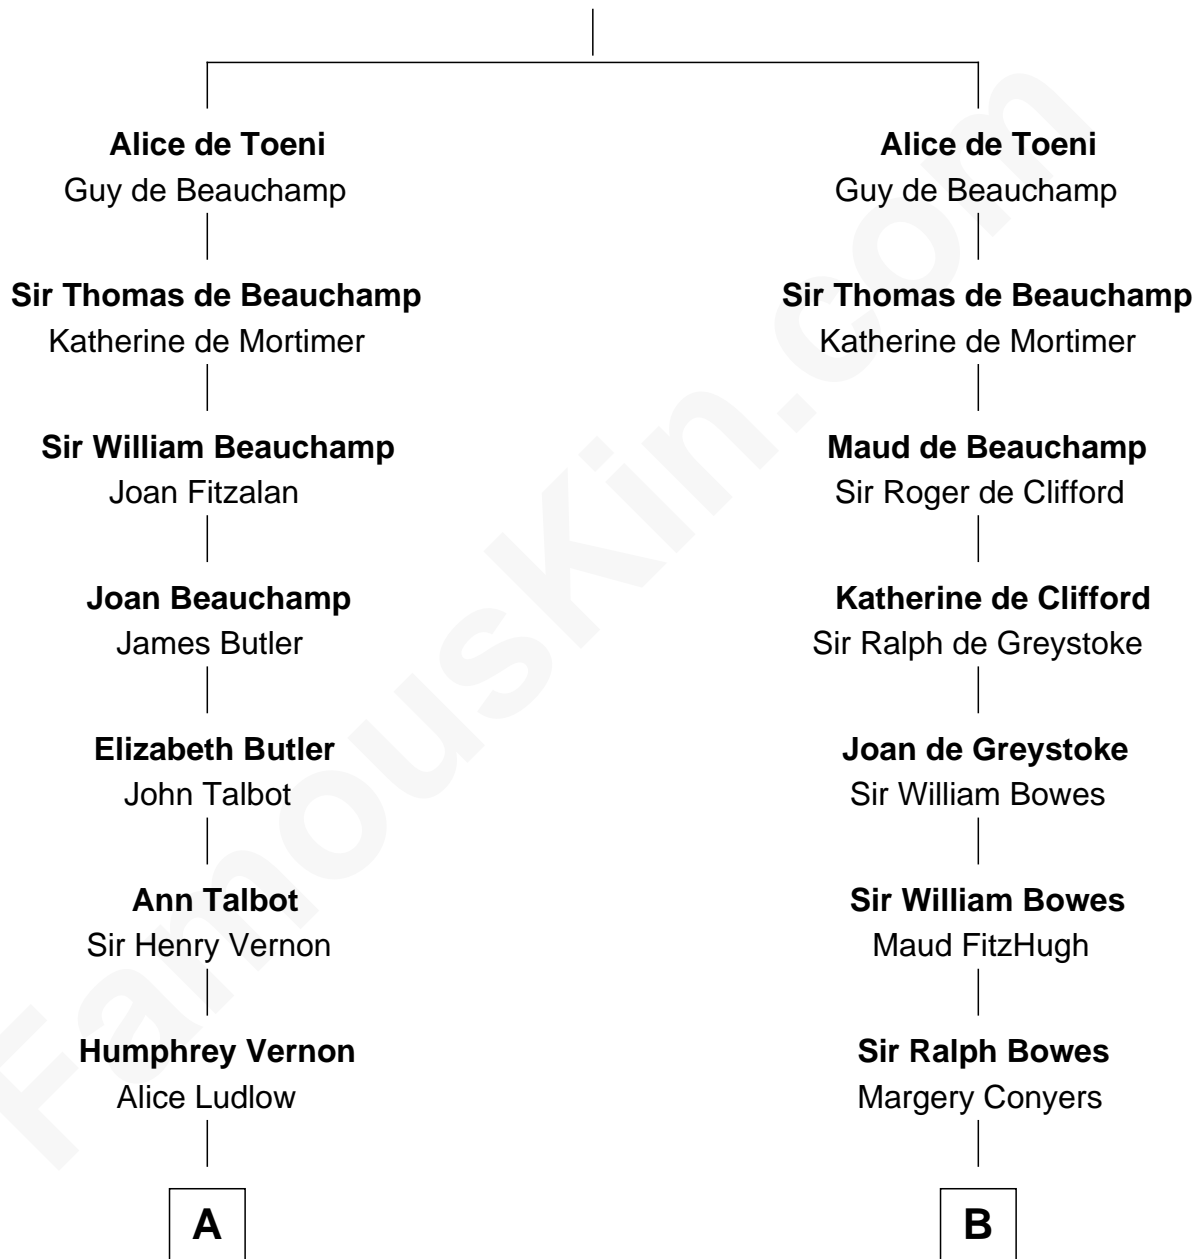 Alice de Toeni
Guy de Beauchamp
Sir Thomas de Beauchamp
Katherine de Mortimer
Sir William Beauchamp
Joan Fitzalan
Joan Beauchamp
James Butler
Elizabeth Butler
John Talbot
Ann Talbot
Sir Henry Vernon
Humphrey Vernon
Alice Ludlow
A
Alice de Toeni
Guy de Beauchamp
Sir Thomas de Beauchamp
Katherine de Mortimer
Maud de Beauchamp
Sir Roger de Clifford
Katherine de Clifford
Sir Ralph de Greystoke
Joan de Greystoke
Sir William Bowes
Sir William Bowes
Maud FitzHugh
Sir Ralph Bowes
Margery Conyers
B
FamousKin.com